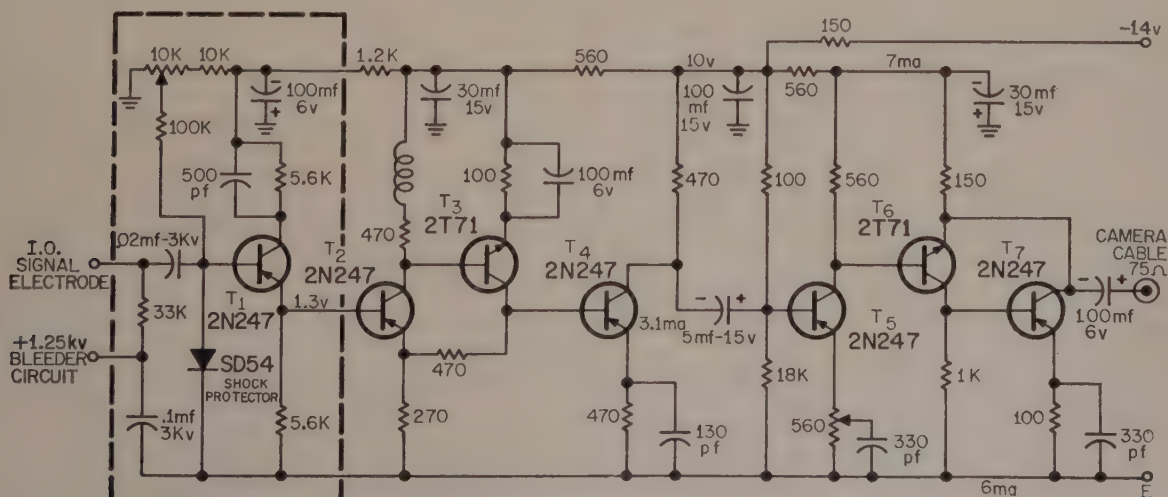 150
-14v
10K
10K
1.2K
560
10v
560
7ma
100mf
6v
30mf
15v
100
mf
15v
30mf
15v
100K
500
pf
5.6K
100
100mf
6v
470
100
560
150
T3
2T71
T6
2T71
470
.02mf-3Kv
I.O.
SIGNAL
ELECTRODE
T2
2N247
T4
2N247
T7
2N247
CAMERA
CABLE
75Ω
33K
T1
2N247
1.3v
3.1ma
5mf-15v
T5
2N247
100mf
6v
+1.25kv
BLEEDER
CIRCUIT
SD54
SHOCK
PROTECTOR
470
18K
1K
.1mf
3Kv
5.6K
270
470
130
pf
560
330
pf
100
330
pf
6ma
E